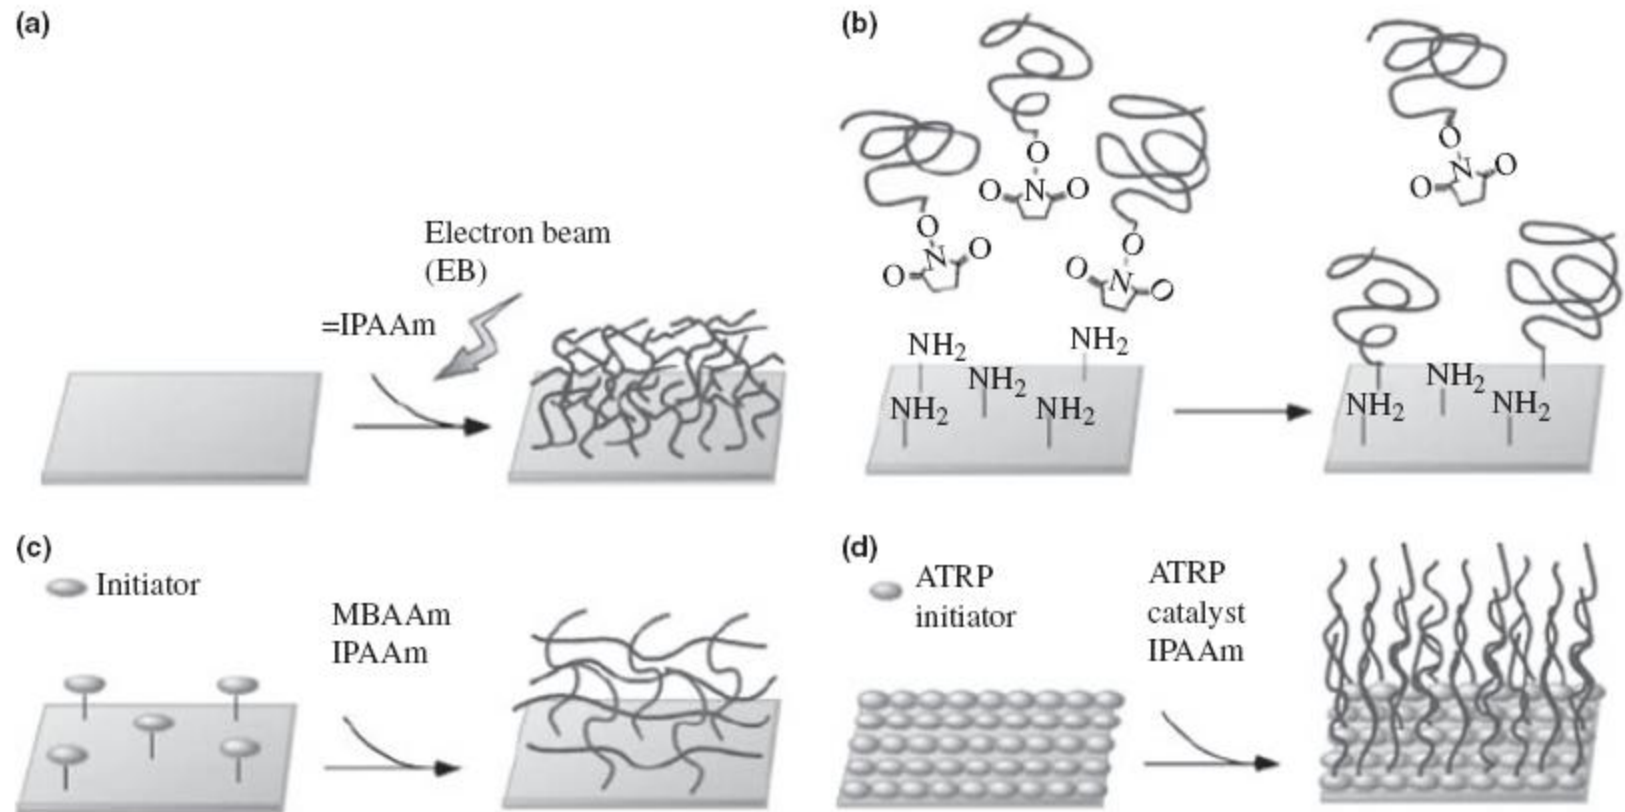 (a)
Electron beam
(EB)
=IPAAm
(b)
O
N
O O
O
N
O O
O
N
O O
NH2
NH2
NH2
NH2
NH2
O
N
O O
NH2
NH2
NH2
(c)
Initiator
MBAAm
IPAAm
(d)
ATRP
initiator
ATRP
catalyst
IPAAm